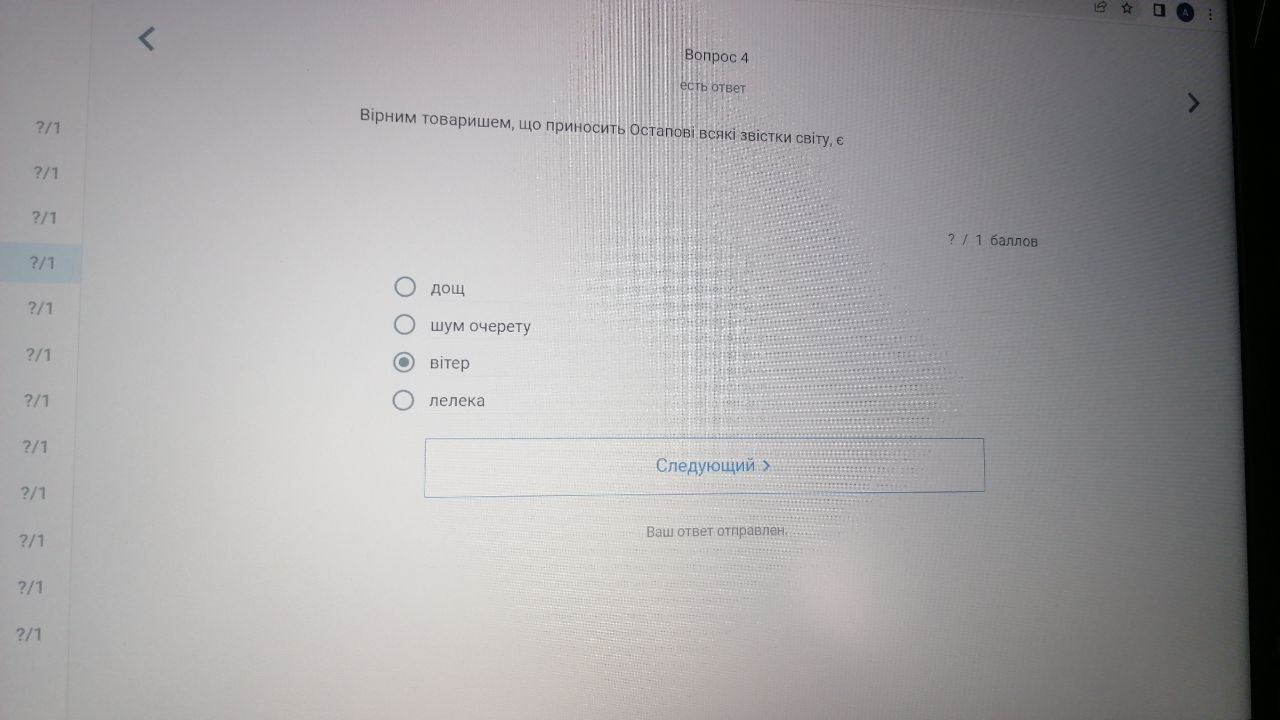 А
Вопрос 4
есть ответ
Вірним товаришем, що приносить Остапові всякі звістки світу, є
? / 1 баллов
дощ
шум очерету
вітер
лелека
Следующий >
Ваш ответ отправлен.
?/1
?/1
?/1
?/1
?/1
?/1
?/1
?/1
?/1
?/1
?/1
?/1